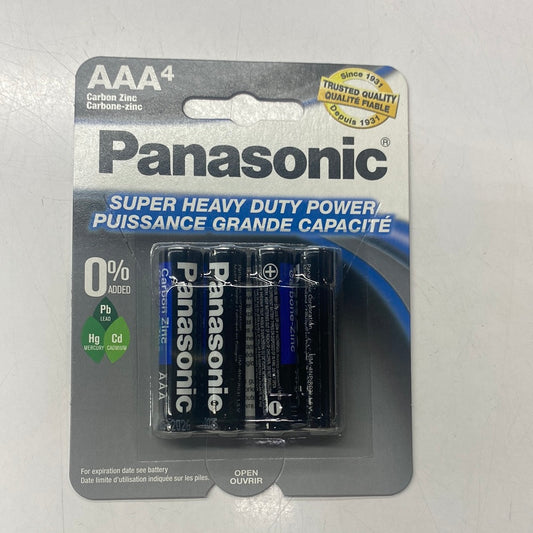 AAA4
Carbon Zinc
Carbone-zinc
Since 1931
TRUSTED QUALITY
QUALITÉ FIABLE
Depuis 1931
Panasonic®
SUPER HEAVY DUTY POWER/
PUISSANCE GRANDE CAPACITÉ
0%
ADDED
Pb
LEAD
Hg
MERCURY
Cd
CADMIUM
Carbon Zinc
Panasonic
AAA
Panasonic
Carbone-Zinc
For expiration date see battery
Date limite d'utilisation indiquée sur les piles.
OPEN
OUVRIR